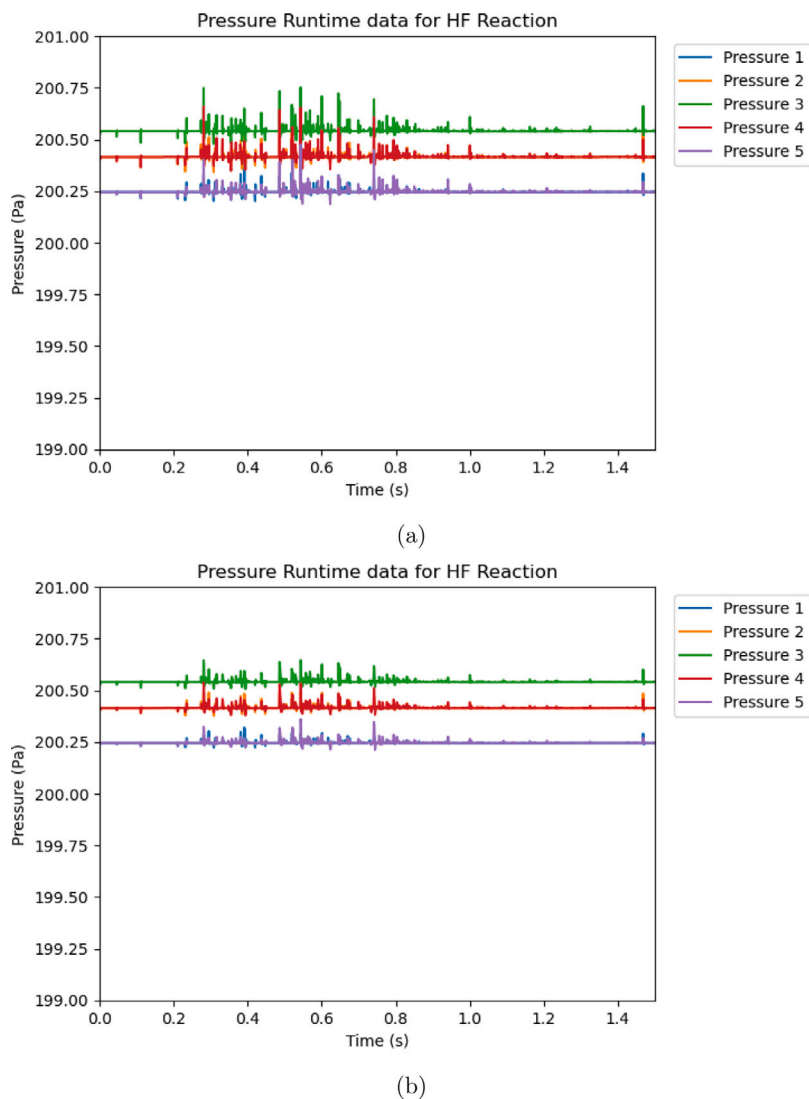 Pressure Runtime data for HF Reaction
201.00
200.75
200.50
200.25
200.00
199.75
199.50
199.25
199.00
Pressure (Pa)
0.0 0.2 0.4 0.6 0.8 1.0 1.2 1.4
Time (s)
Pressure 1
Pressure 2
Pressure 3
Pressure 4
Pressure 5
(a)
Pressure Runtime data for HF Reaction
201.00
200.75
200.50
200.25
200.00
199.75
199.50
199.25
199.00
Pressure (Pa)
0.0 0.2 0.4 0.6 0.8 1.0 1.2 1.4
Time (s)
Pressure 1
Pressure 2
Pressure 3
Pressure 4
Pressure 5
(b)